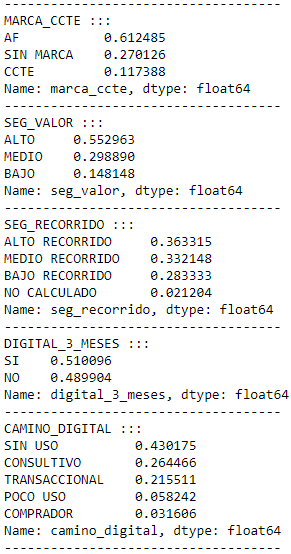 -----------------------------------
MARCA_CCTE :::
AF           0.612485
SIN MARCA    0.270126
CCTE         0.117388
Name: marca_ccte, dtype: float64
-----------------------------------
SEG_VALOR :::
ALTO     0.552963
MEDIO    0.298890
BAJO     0.148148
Name: seg_valor, dtype: float64
-----------------------------------
SEG_RECORRIDO :::
ALTO RECORRIDO     0.363315
MEDIO RECORRIDO    0.332148
BAJO RECORRIDO     0.283333
NO CALCULADO       0.021204
Name: seg_recorrido, dtype: float64
-----------------------------------
DIGITAL_3_MESES :::
SI    0.510096
NO    0.489904
Name: digital_3_meses, dtype: float64
-----------------------------------
CAMINO_DIGITAL :::
SIN USO          0.430175
CONSULTIVO       0.264466
TRANSACCIONAL    0.215511
POCO USO         0.058242
COMPRADOR        0.031606
Name: camino_digital, dtype: float64
-----------------------------------